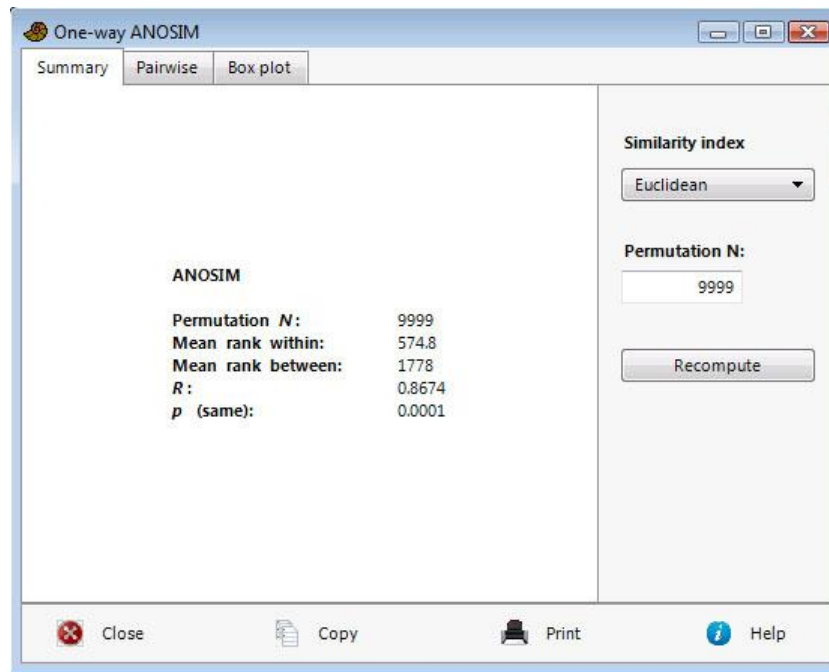 One-way ANOSIM
Summary Pairwise Box plot
Similarity index
Euclidean
Permutation N:
9999
Recompute
ANOSIM
Permutation N: 9999
Mean rank within: 574.8
Mean rank between: 1778
R: 0.8674
p (same): 0.0001
Close Copy Print Help